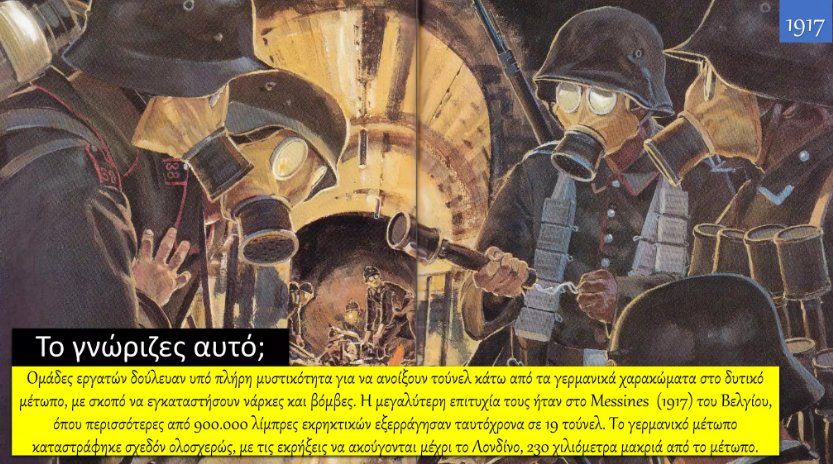 1917
Το γνώριζες αυτό;
Ομάδες εργατών δούλευαν υπό πλήρη μυστικότητα για να ανοίξουν τούνελ κάτω από τα γερμανικά χαρακώματα στο δυτικό
μέτωπο, με σκοπό να εγκαταστήσουν νάρκες και βόμβες. Η μεγαλύτερη επιτυχία τους ήταν στο Messines (1917) του Βελγίου,
όπου περισσότερες από 900.000 λίμπρες εκρηκτικών εξερράγησαν ταυτόχρονα σε 19 τούνελ. Το γερμανικό μέτωπο
καταστράφηκε σχεδόν ολοσχερώς, με τις εκρήξεις να ακούγονται μέχρι το Λονδίνο, 230 χιλιόμετρα μακριά από το μέτωπο.